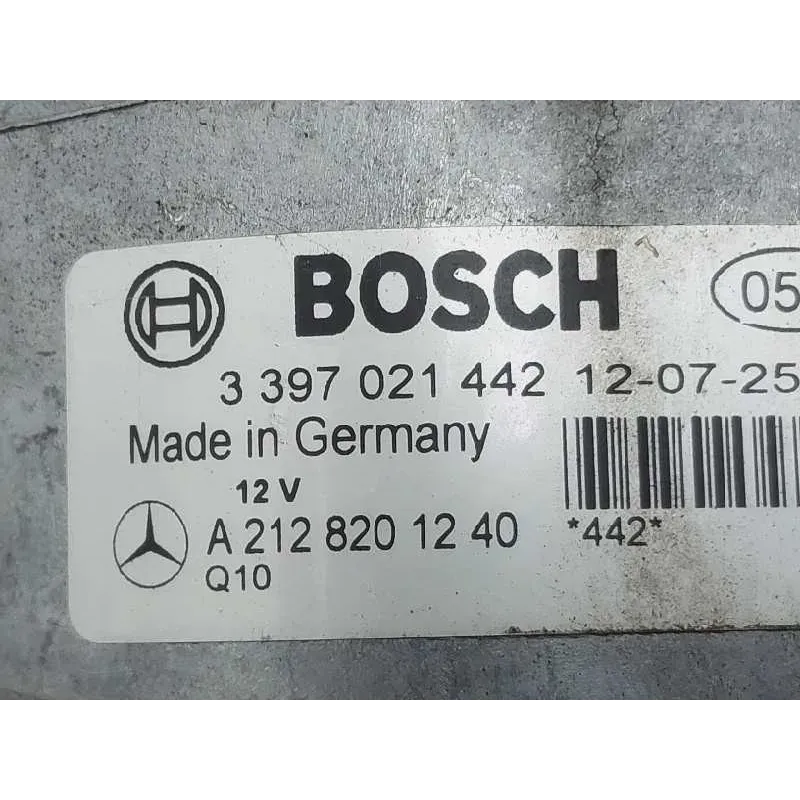 BOSCH 05
3 397 021 442 12-07-25
Made in Germany
12 V
A 212 820 12 40 *442*
Q10